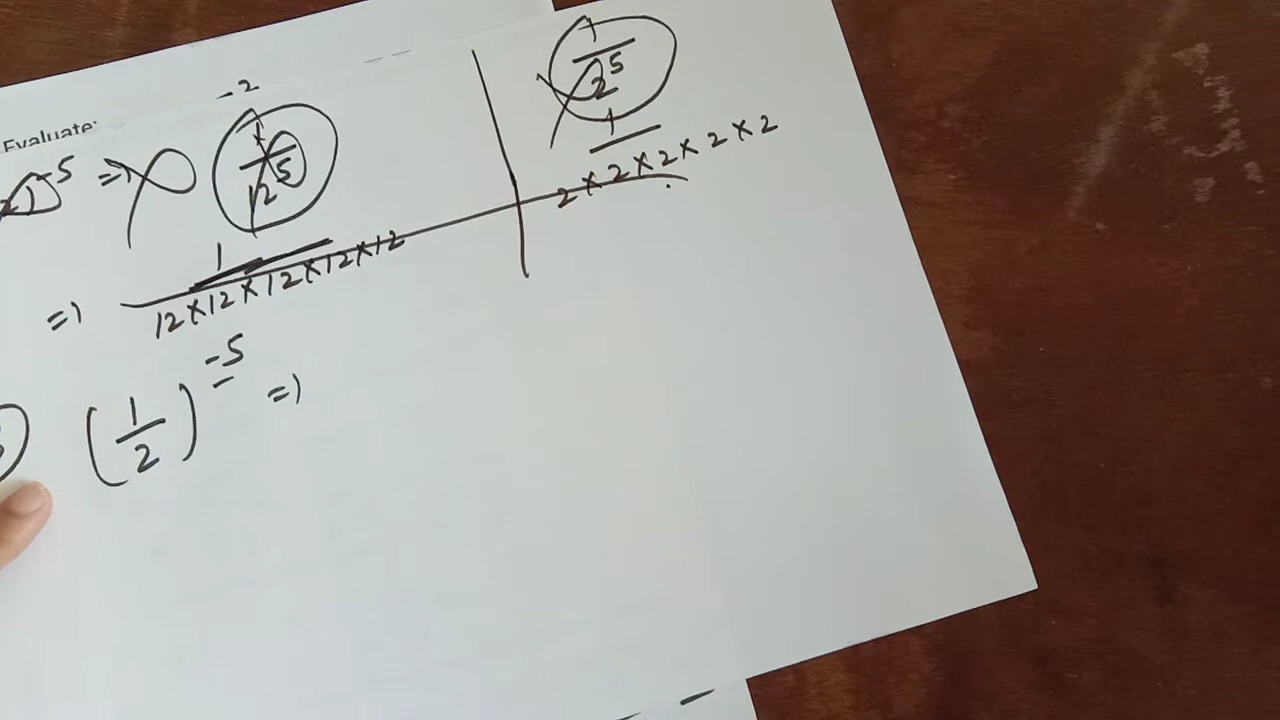 Evaluate:
-5 =)
-2
1
12 5
=) 1
12 × 12 × 12 × 12 × 12
1
2 5
1
2 × 2 × 2 × 2 × 2
( 1 / 2 ) -5 =)